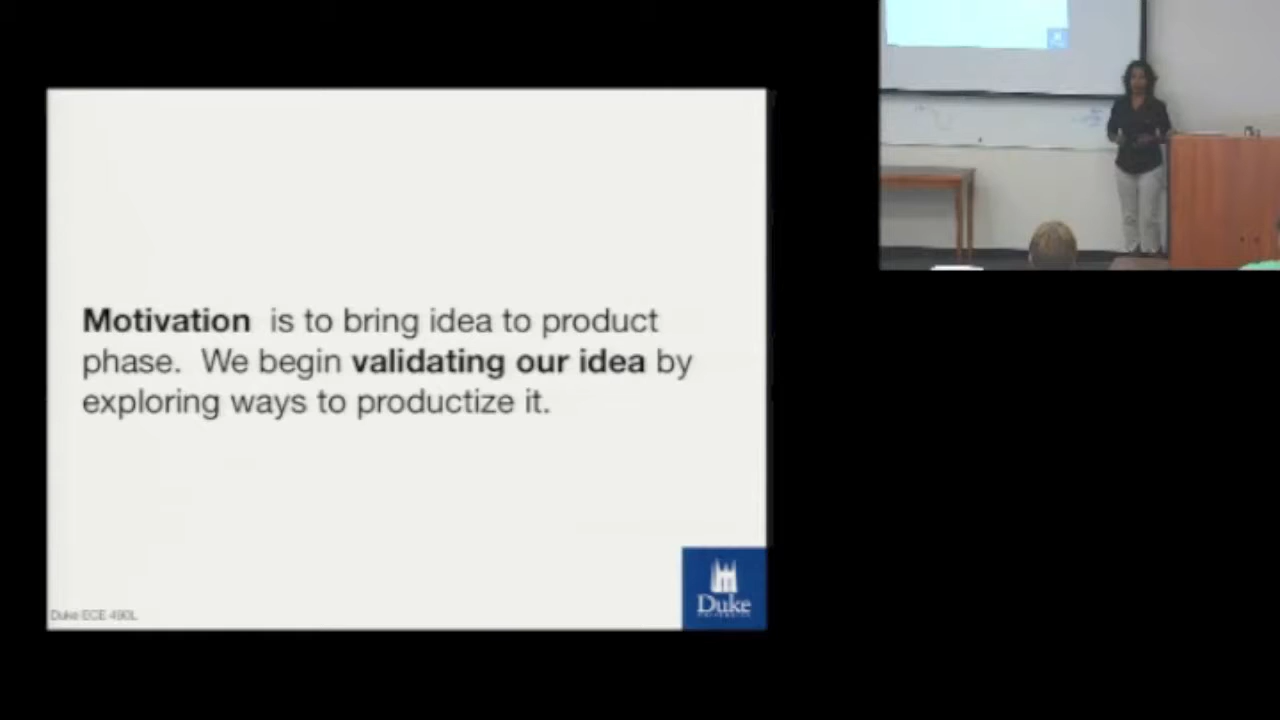 Motivation is to bring idea to product
phase. We begin validating our idea by
exploring ways to productize it.
Duke ECE 490L
Duke
UNIVERSITY